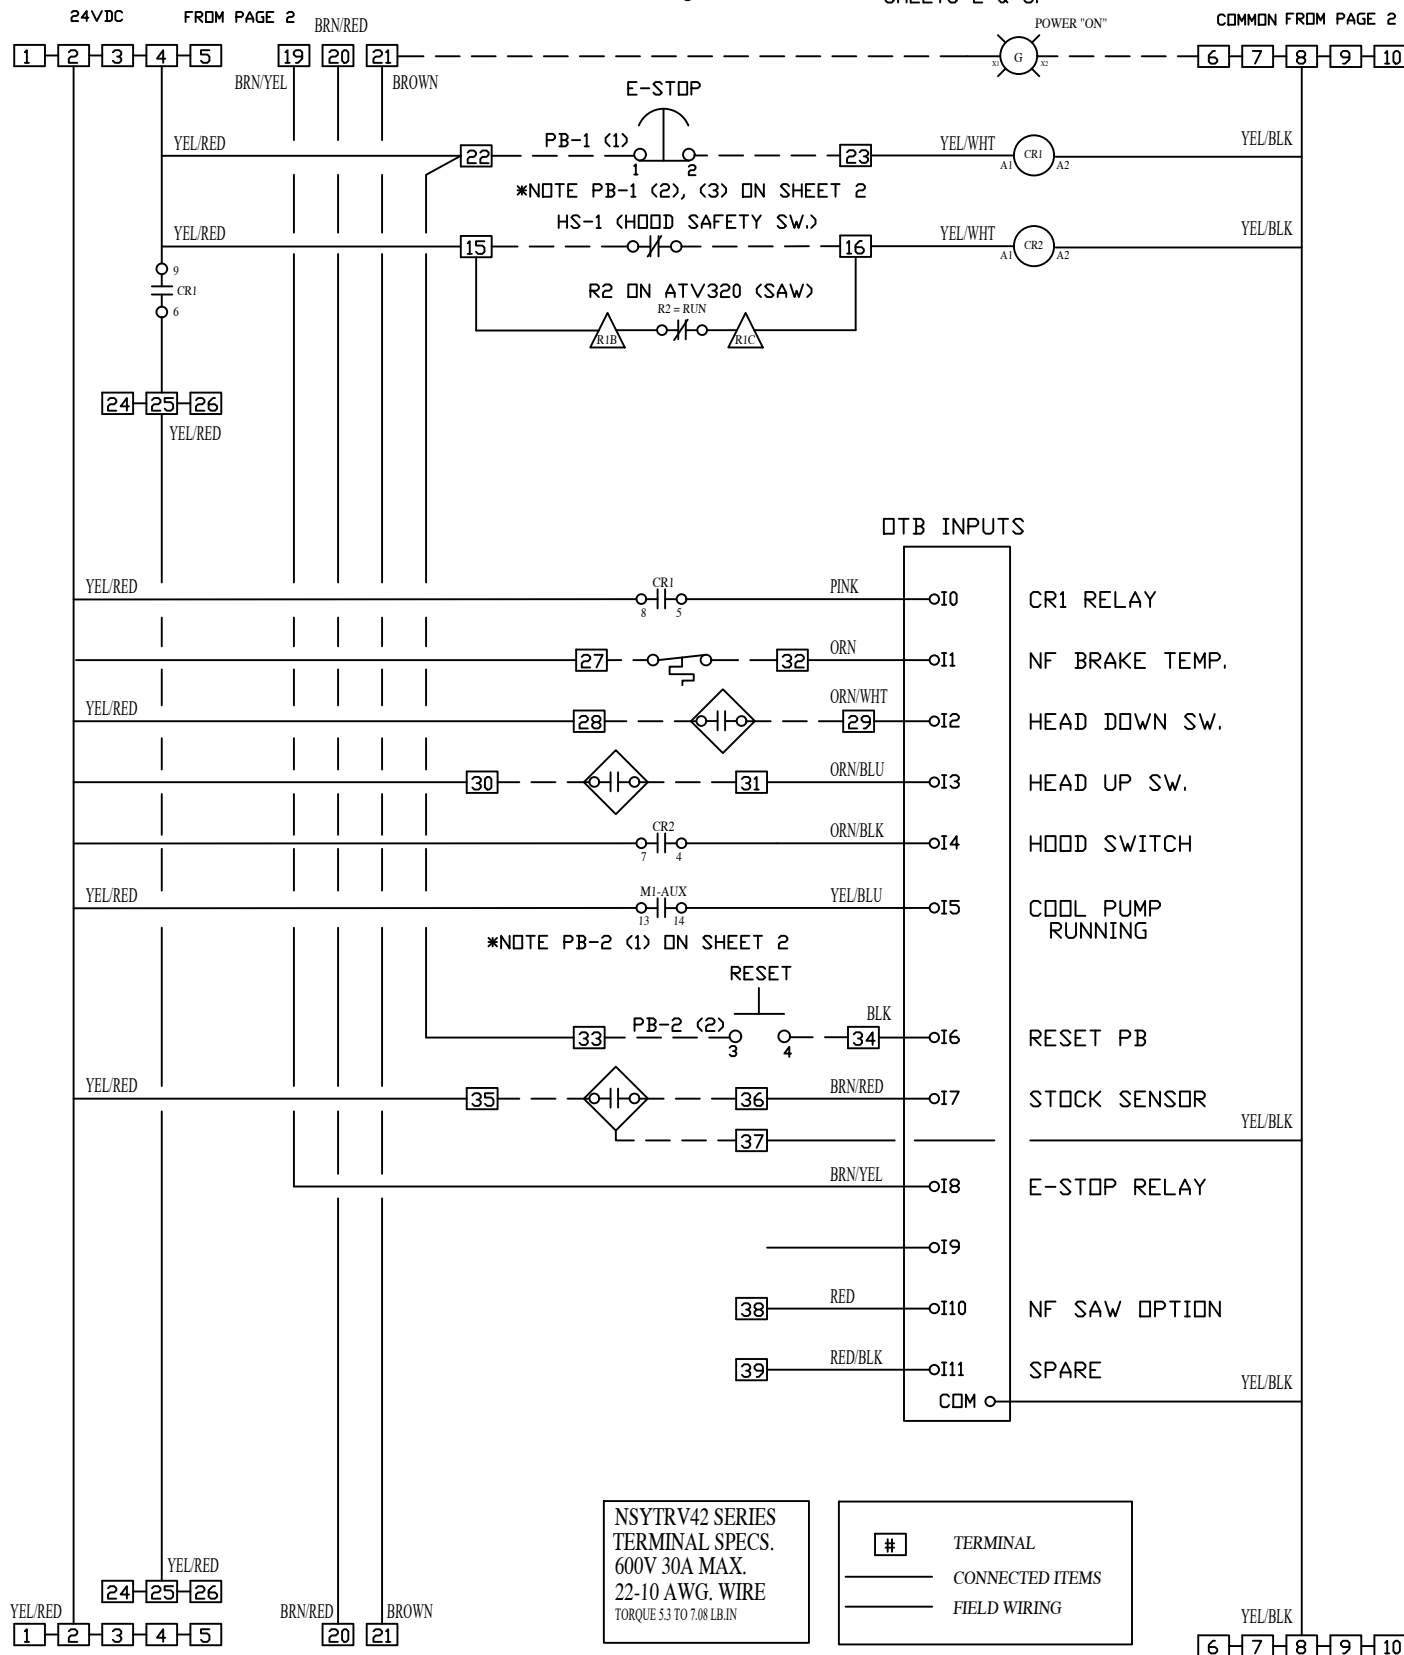 24VDC FROM PAGE 2 BRN/RED POWER "ON" COMMON FROM PAGE 2
1 2 3 4 5 19 20 21 X1 G X2 6 7 8 9 10
BRN/YEL BROWN
E-STOP
YEL/RED 22 PB-1 (1) 1 2 23 YEL/WHT A1 CR1 A2 YEL/BLK
*NOTE PB-1 (2), (3) ON SHEET 2
HS-1 (HOOD SAFETY SW.)
YEL/RED 15 16 YEL/WHT A1 CR2 A2 YEL/BLK
9
CR1
6
R2 ON ATV320 (SAW)
R2 = RUN
R1B R1C
24 25 26
YEL/RED
OTB INPUTS
YEL/RED CR1 8 5 PINK I0 CR1 RELAY
27 32 ORN I1 NF BRAKE TEMP.
YEL/RED 28 29 ORN/WHT I2 HEAD DOWN SW.
30 31 ORN/BLU I3 HEAD UP SW.
CR2 7 4 ORN/BLK I4 HOOD SWITCH
YEL/RED M1-AUX 13 14 YEL/BLU I5 COOL PUMP
RUNNING
*NOTE PB-2 (1) ON SHEET 2
RESET
33 PB-2 (2) 3 4 34 BLK I6 RESET PB
YEL/RED 35 36 BRN/RED I7 STOCK SENSOR
37 YEL/BLK
BRN/YEL I8 E-STOP RELAY
I9
38 RED I10 NF SAW OPTION
39 RED/BLK I11 SPARE
COM YEL/BLK
NSYTRV42 SERIES
TERMINAL SPECS.
600V 30A MAX.
22-10 AWG. WIRE
TORQUE 5.3 TO 7.08 LB.IN
# TERMINAL
CONNECTED ITEMS
FIELD WIRING
YEL/RED
24 25 26
YEL/RED BRN/RED BROWN YEL/BLK
1 2 3 4 5 20 21 6 7 8 9 10